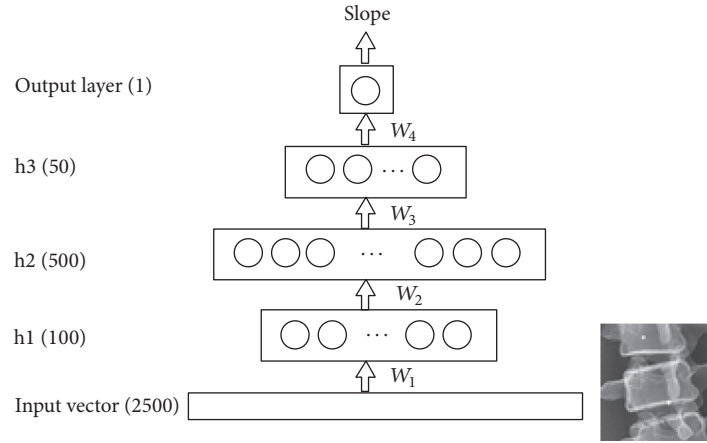 Slope
Output layer (1)
W4
h3 (50)
...
W3
h2 (500)
...
W2
h1 (100)
...
W1
Input vector (2500)